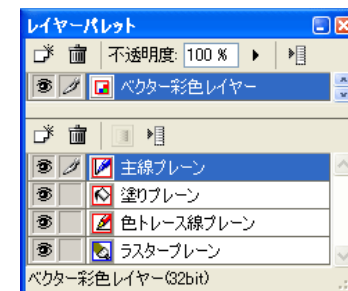 レイヤーパレット
不透明度: 100 %
ベクター彩色レイヤー
主線プレーン
塗りプレーン
色トレース線プレーン
ラスタープレーン
ベクター彩色レイヤー(32bit)